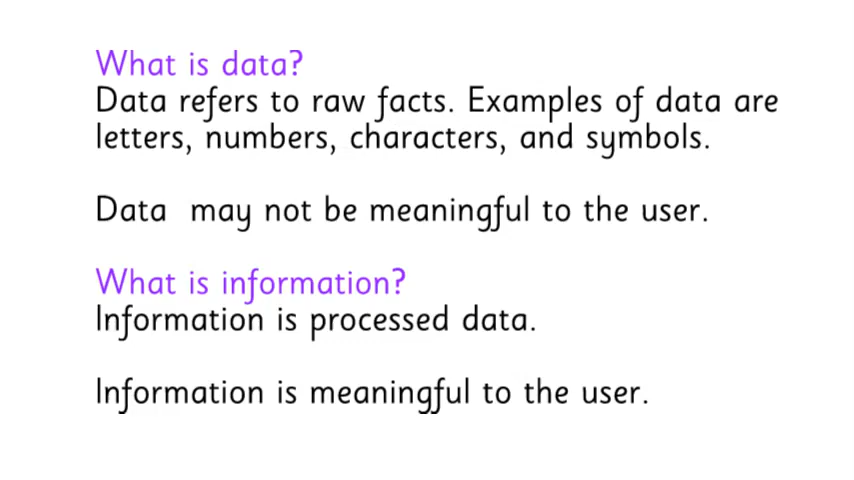 What is data?
Data refers to raw facts. Examples of data are
letters, numbers, characters, and symbols.
Data  may not be meaningful to the user.
What is information?
Information is processed data.
Information is meaningful to the user.